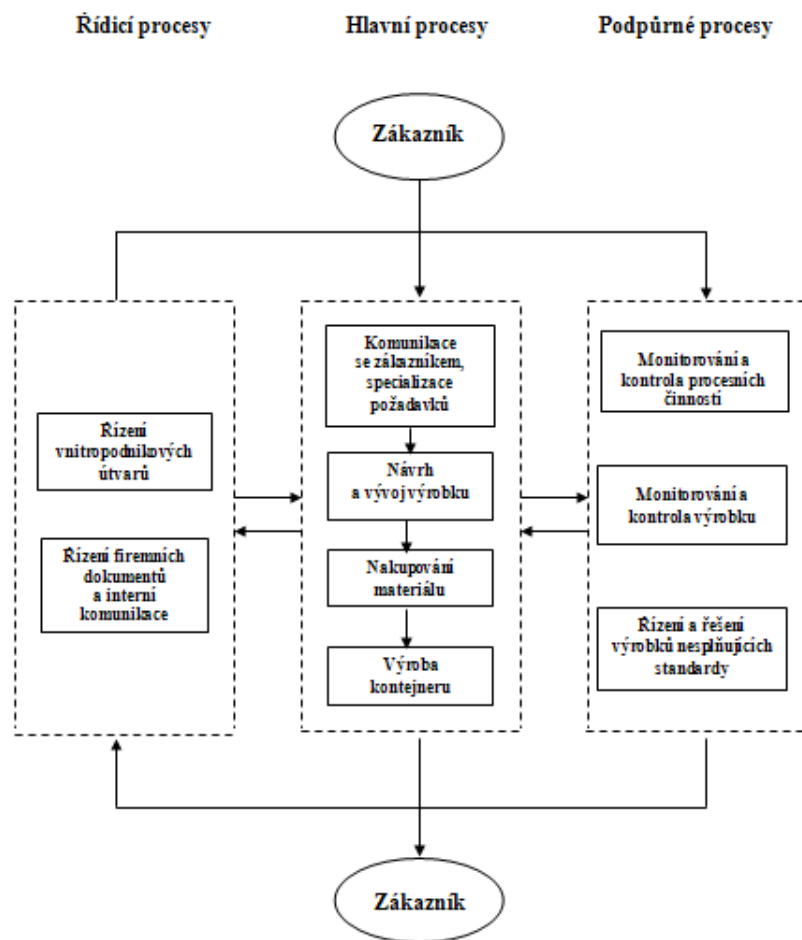 Řídicí procesy
Hlavní procesy
Podpůrné procesy
Zákazník
Řízení
vnitropodnikových
útvarů
Řízení firemních
dokumentů
a interní
komunikace
Komunikace
se zákazníkem,
specializace
požadavků
Návrh
a vývoj výrobku
Nakupování
materiálu
Výroba
kontejneru
Monitorování a
kontrola procesních
činností
Monitorování a
kontrola výrobku
Řízení a řešení
výrobků nesplňujících
standardy
Zákazník